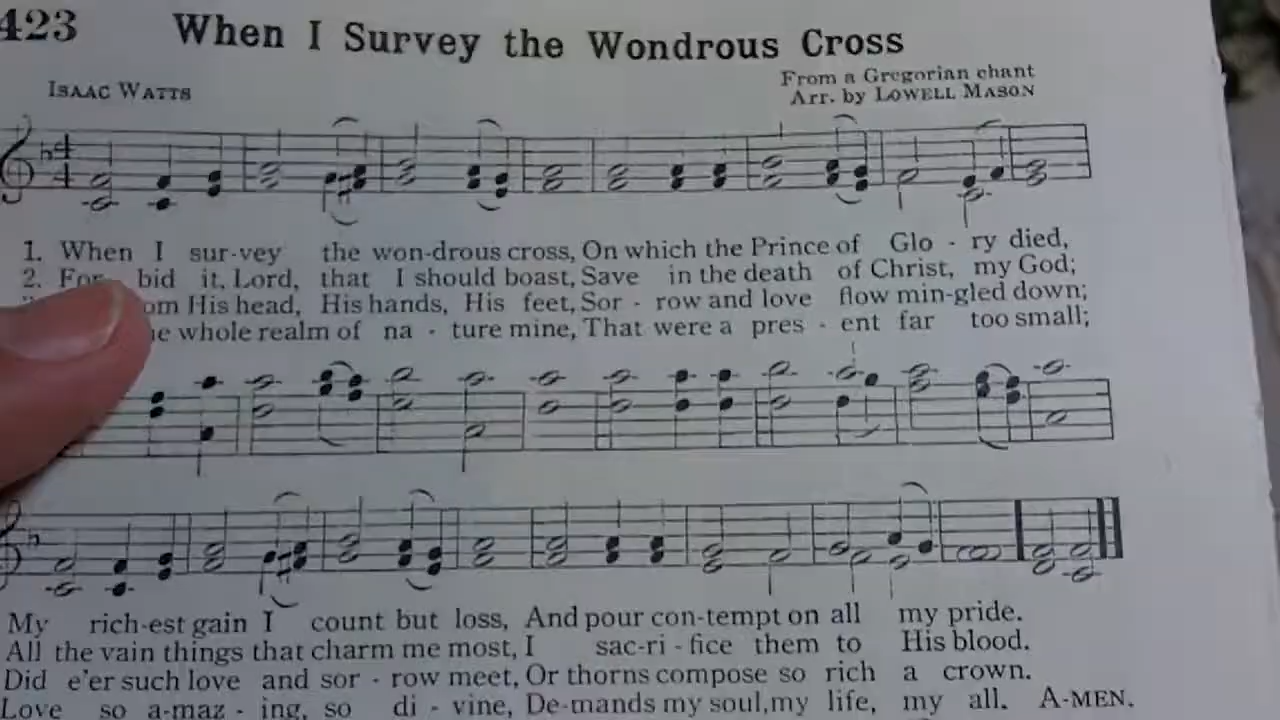 423
When I Survey the Wondrous Cross
ISAAC WATTS
From a Gregorian chant
Arr. by LOWELL MASON
1. When I sur-vey the won-drous cross, On which the Prince of Glo - ry died,
2. For- bid it, Lord, that I should boast, Save in the death of Christ, my God;
His head, His hands, His feet, Sor - row and love flow min-gled down;
whole realm of na - ture mine, That were a pres - ent far too small;
My rich-est gain I count but loss, And pour con-tempt on all my pride.
All the vain things that charm me most, I sac-ri - fice them to His blood.
Did e'er such love and sor - row meet, Or thorns compose so rich a crown.
Love so a-maz - ing, so di - vine, De-mands my soul, my life, my all. A-MEN.